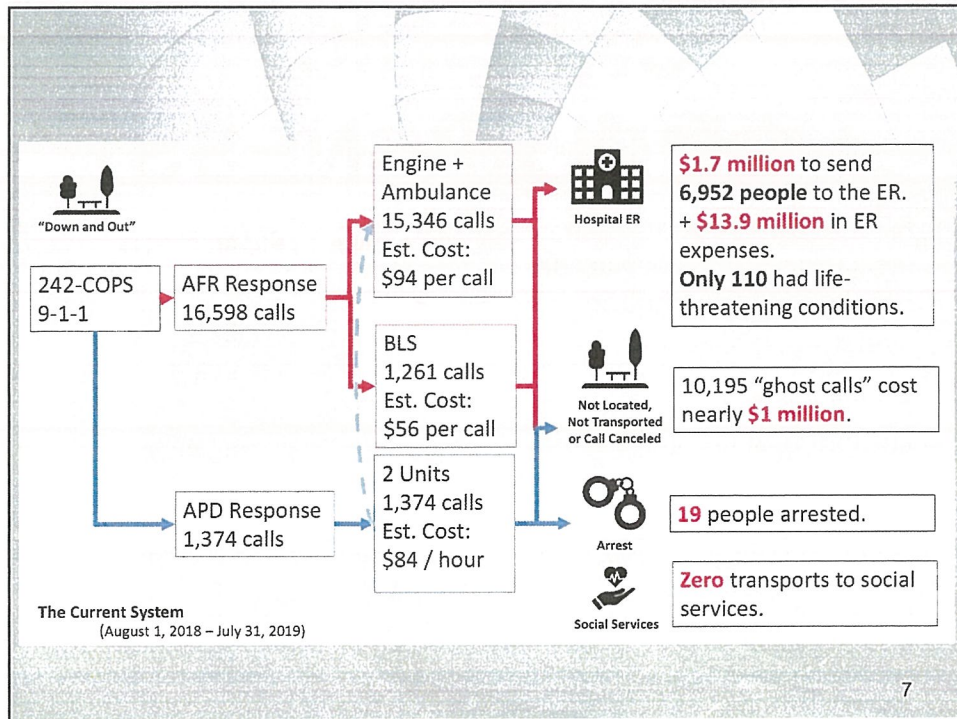 "Down and Out"
242-COPS
9-1-1
AFR Response
16,598 calls
APD Response
1,374 calls
Engine +
Ambulance
15,346 calls
Est. Cost:
$94 per call
BLS
1,261 calls
Est. Cost:
$56 per call
2 Units
1,374 calls
Est. Cost:
$84 / hour
Hospital ER
$1.7 million to send
6,952 people to the ER.
+ $13.9 million in ER
expenses.
Only 110 had life-
threatening conditions.
Not Located,
Not Transported
or Call Canceled
10,195 "ghost calls" cost
nearly $1 million.
Arrest
19 people arrested.
Social Services
Zero transports to social
services.
The Current System
(August 1, 2018 – July 31, 2019)
7